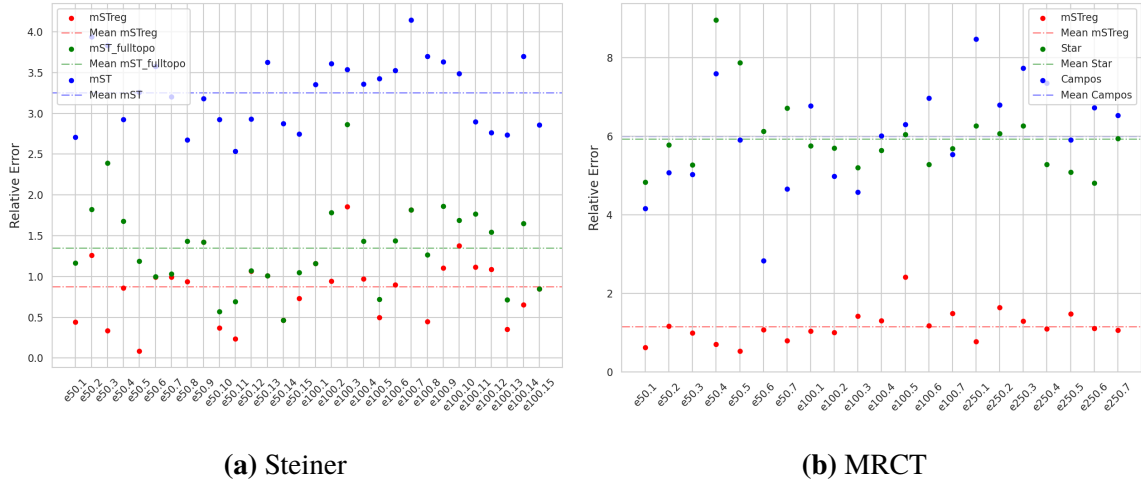 mSTreg
Mean mSTreg
mST_fulltopo
Mean mST_fulltopo
mST
Mean mST
Relative Error
4.0
3.5
3.0
2.5
2.0
1.5
1.0
0.5
0.0
e50.1
e50.2
e50.3
e50.4
e50.5
e50.6
e50.7
e50.8
e50.9
e50.10
e50.11
e50.12
e50.13
e50.14
e50.15
e100.1
e100.2
e100.3
e100.4
e100.5
e100.6
e100.7
e100.8
e100.9
e100.10
e100.11
e100.12
e100.13
e100.14
e100.15
(a) Steiner
mSTreg
Mean mSTreg
Star
Mean Star
Campos
Mean Campos
Relative Error
8
6
4
2
0
e50.1
e50.2
e50.3
e50.4
e50.5
e50.6
e50.7
e100.1
e100.2
e100.3
e100.4
e100.5
e100.6
e100.7
e250.1
e250.2
e250.3
e250.4
e250.5
e250.6
e250.7
(b) MRCT